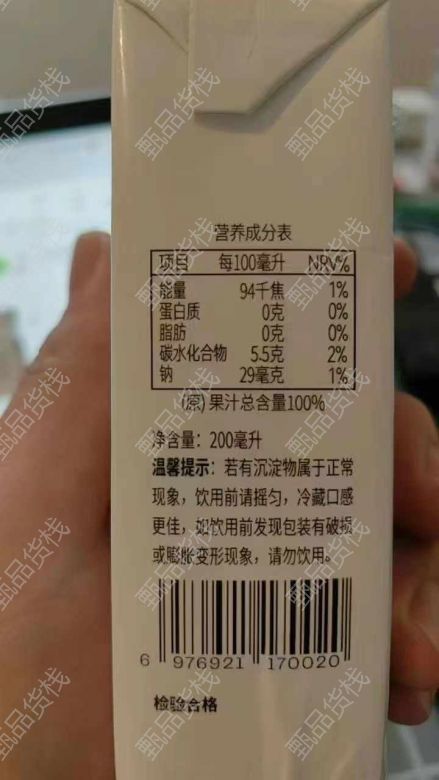 营养成分表
项目 每100毫升 NRV%
能量 94千焦 1%
蛋白质 0克 0%
脂肪 0克 0%
碳水化合物 5.5克 2%
钠 29毫克 1%
(原)果汁总含量100%
净含量：200毫升
温馨提示：若有沉淀物属于正常
现象，饮用前请摇匀，冷藏口感
更佳，如饮用前发现包装有破损
或膨胀变形现象，请勿饮用。
6 976921 170020
检验合格
甄品货栈